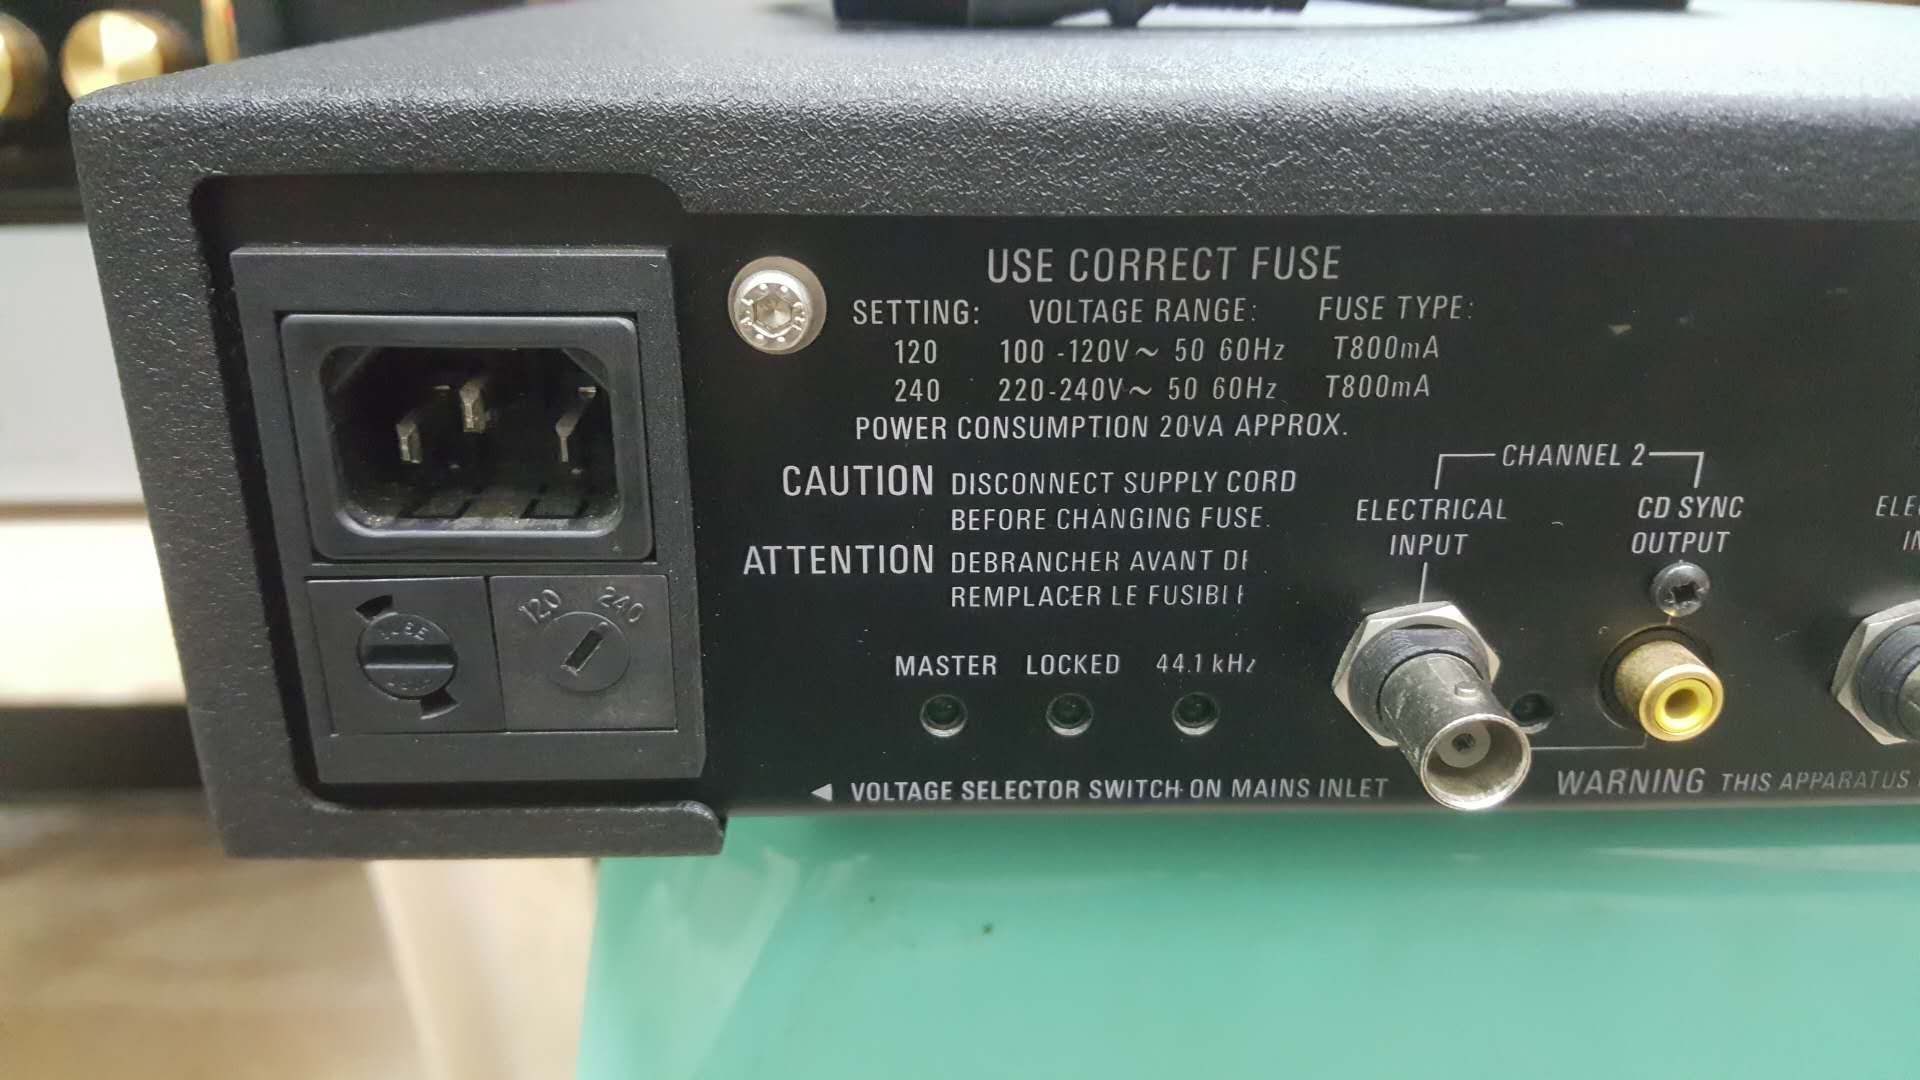 USE CORRECT FUSE
SETTING: VOLTAGE RANGE: FUSE TYPE:
120 100 -120V~ 50 60Hz T800mA
240 220-240V~ 50 60Hz T800mA
POWER CONSUMPTION 20VA APPROX.
CAUTION DISCONNECT SUPPLY CORD
BEFORE CHANGING FUSE.
ATTENTION DEBRANCHER AVANT DE
REMPLACER LE FUSIBLE
CHANNEL 2
ELECTRICAL
INPUT
CD SYNC
OUTPUT
120 240
MASTER LOCKED 44.1 kHz
◄ VOLTAGE SELECTOR SWITCH ON MAINS INLET
WARNING THIS APPARATUS